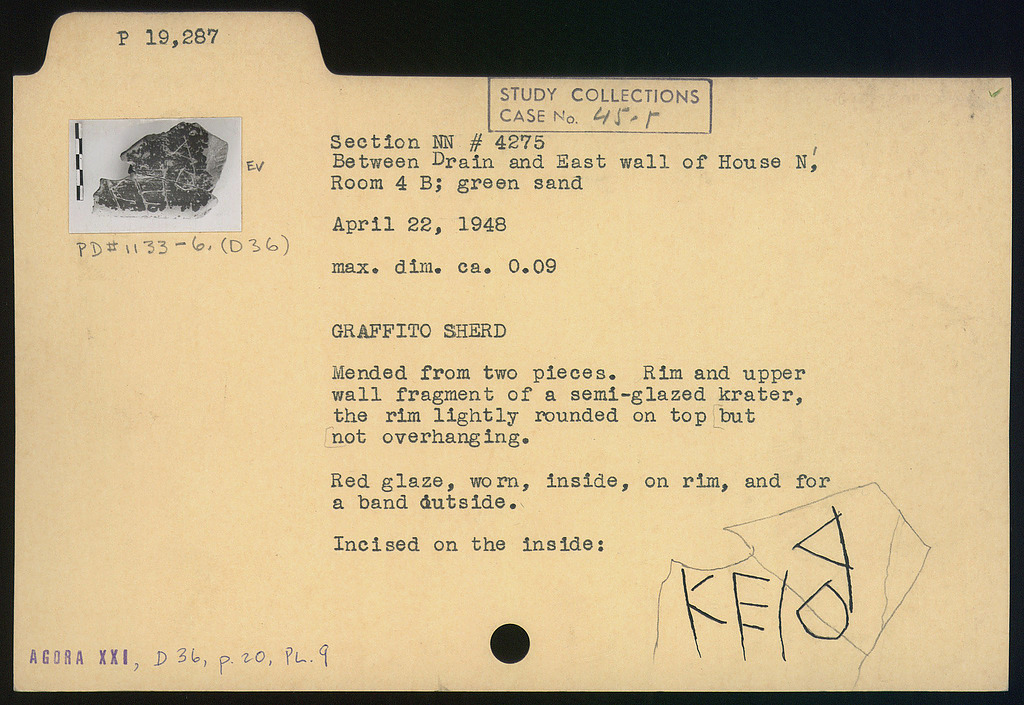 P 19,287
STUDY COLLECTIONS
CASE No. 45-r
Section NN # 4275
Between Drain and East wall of House N,'
Room 4 B; green sand
EV
April 22, 1948
PD#1133-6. (D36)
max. dim. ca. 0.09
GRAFFITO SHERD
Mended from two pieces. Rim and upper
wall fragment of a semi-glazed krater,
the rim lightly rounded on top [but
[not overhanging.
Red glaze, worn, inside, on rim, and for
a band outside.
Incised on the inside:
ΚΕΙ
AGORA XXI, D 36, p. 20, PL. 9